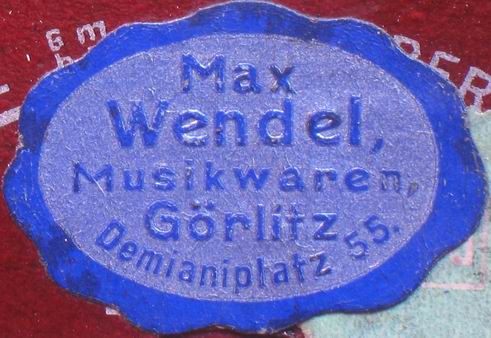 Max
Wendel,
Musikwaren,
Görlitz
Demianiplatz 55.